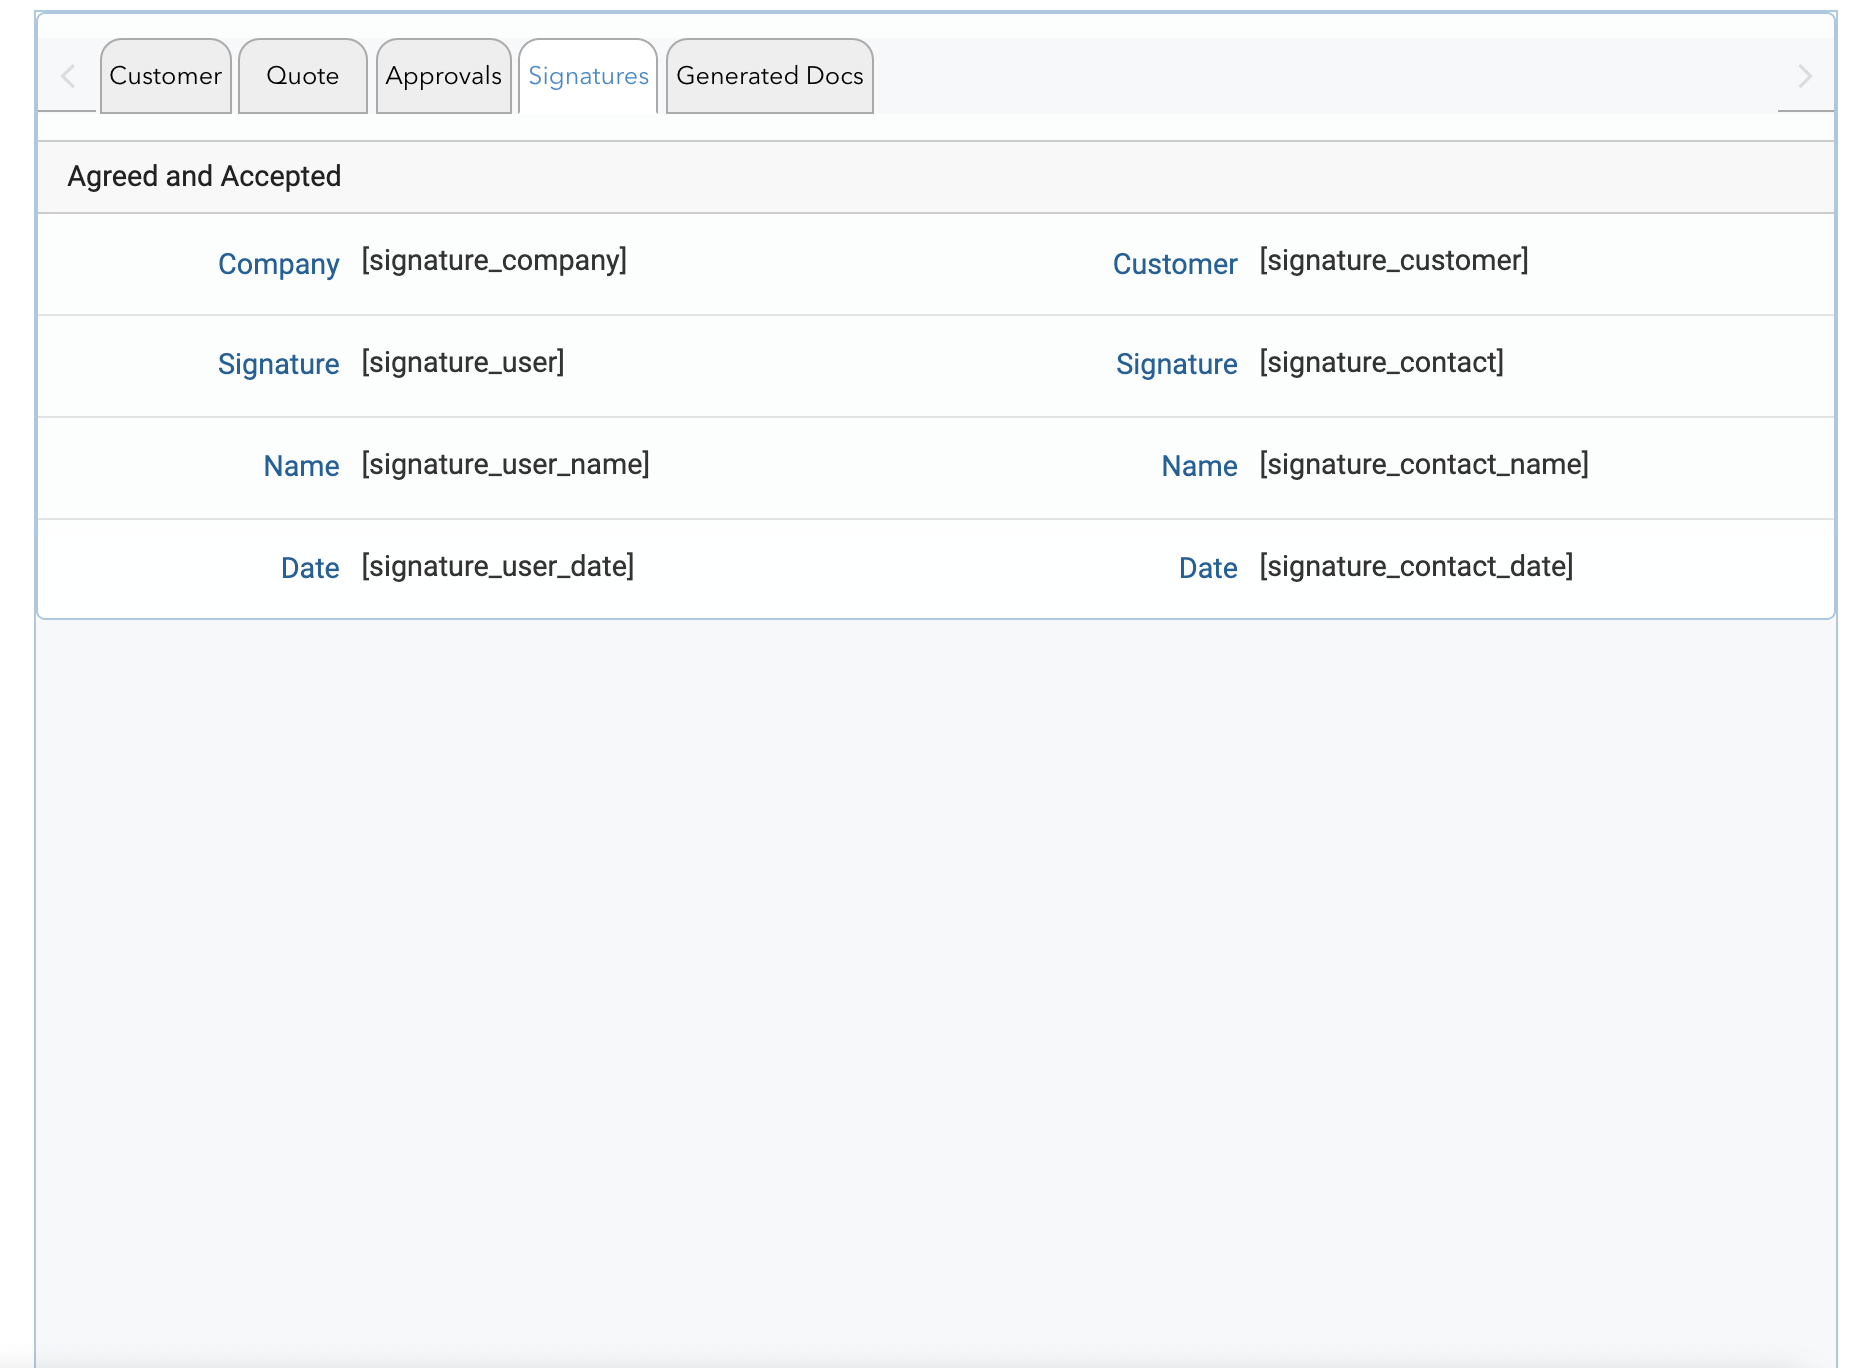 Customer Quote Approvals Signatures Generated Docs
Agreed and Accepted
Company [signature_company] Customer [signature_customer]
Signature [signature_user] Signature [signature_contact]
Name [signature_user_name] Name [signature_contact_name]
Date [signature_user_date] Date [signature_contact_date]